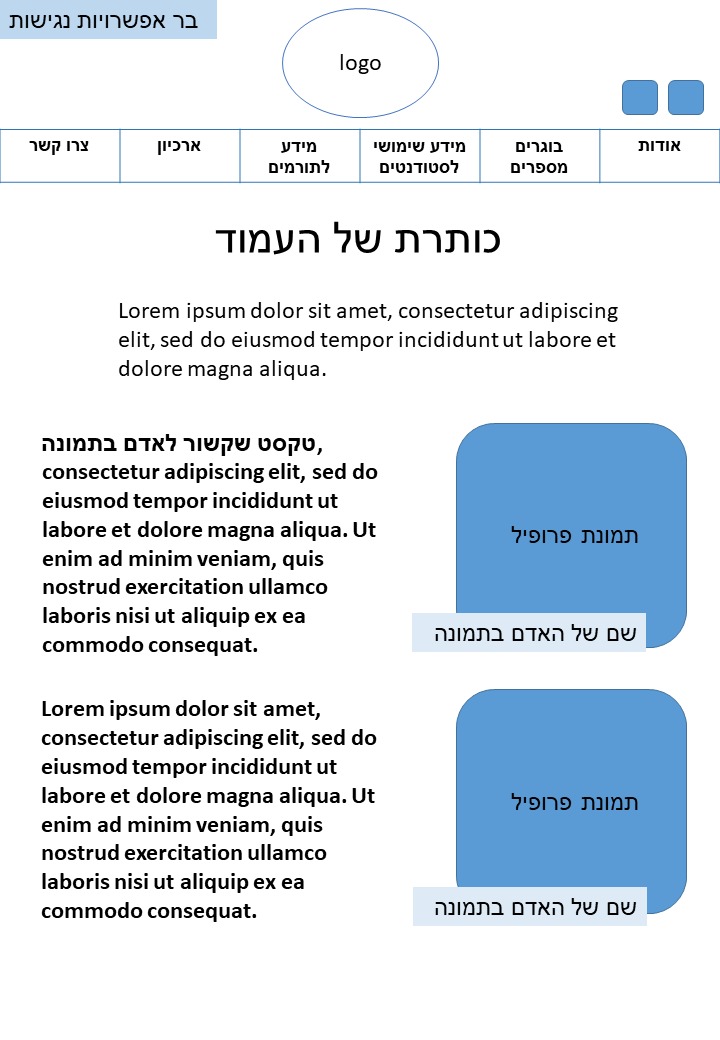 בר אפשרויות נגישות
logo
אודות
בוגרים
מספרים
מידע שימושי
לסטודנטים
מידע
לתורמים
ארכיון
צרו קשר
כותרת של העמוד
Lorem ipsum dolor sit amet, consectetur adipiscing
elit, sed do eiusmod tempor incididunt ut labore et
dolore magna aliqua.
טקסט שקשור לאדם בתמונה,
consectetur adipiscing elit, sed do
eiusmod tempor incididunt ut
labore et dolore magna aliqua. Ut
enim ad minim veniam, quis
nostrud exercitation ullamco
laboris nisi ut aliquip ex ea
commodo consequat.
תמונת פרופיל
שם של האדם בתמונה
Lorem ipsum dolor sit amet,
consectetur adipiscing elit, sed do
eiusmod tempor incididunt ut
labore et dolore magna aliqua. Ut
enim ad minim veniam, quis
nostrud exercitation ullamco
laboris nisi ut aliquip ex ea
commodo consequat.
תמונת פרופיל
שם של האדם בתמונה